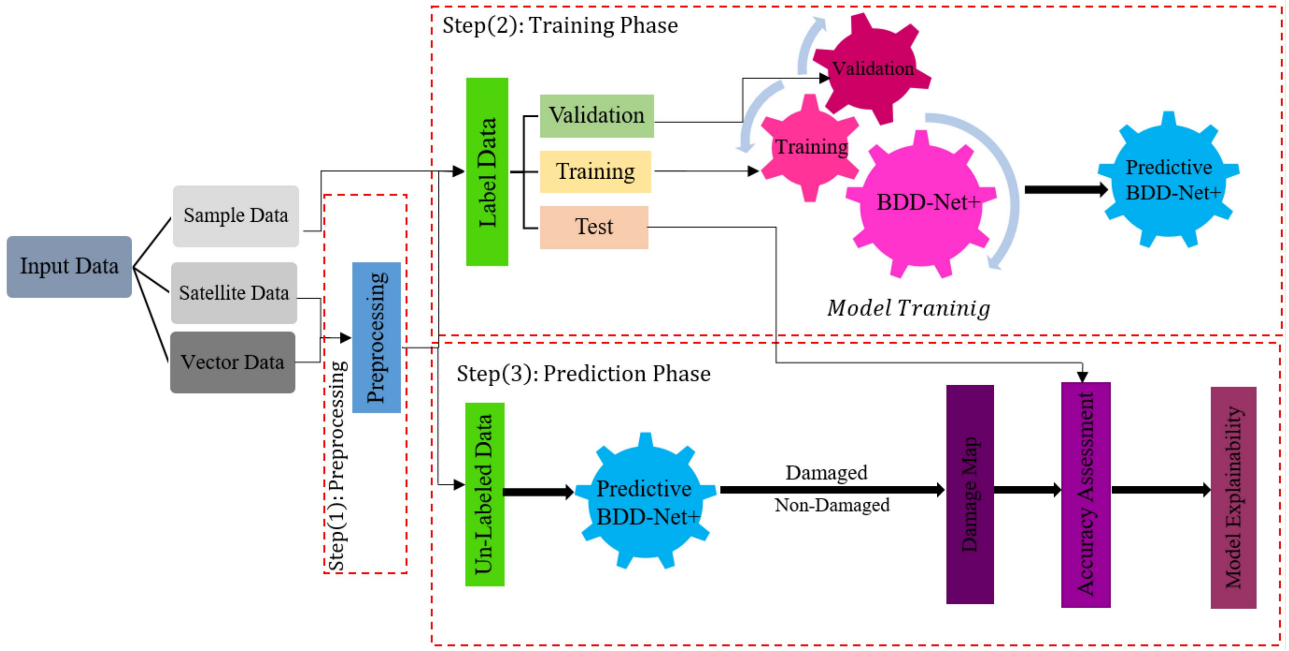 Input Data
Sample Data
Satellite Data
Vector Data
Step(1): Preprocessing
Preprocessing
Step(2): Training Phase
Label Data
Validation
Training
Test
Validation
Training
BDD-Net+
Model Traninig
Predictive
BDD-Net+
Step(3): Prediction Phase
Un-Labeled Data
Predictive
BDD-Net+
Damaged
Non-Damaged
Damage Map
Accuracy Assessment
Model Explainability